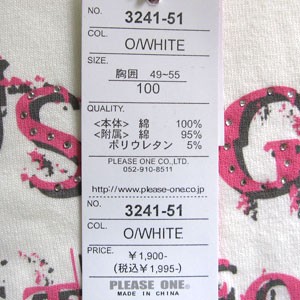 NO. 3241-51
COL. O/WHITE
SIZE. 胸囲 49~55
100
QUALITY.
<本体> 綿 100%
<附属> 綿 95%
ポリウレタン 5%
PLEASE ONE CO.,LTD.
052-910-8511
http://www.please-one.co.jp
NO. 3241-51
COL. O/WHITE
PRICE. ¥1,900-
(税込¥1,995-)
PLEASE ONE®
MADE IN CHINA